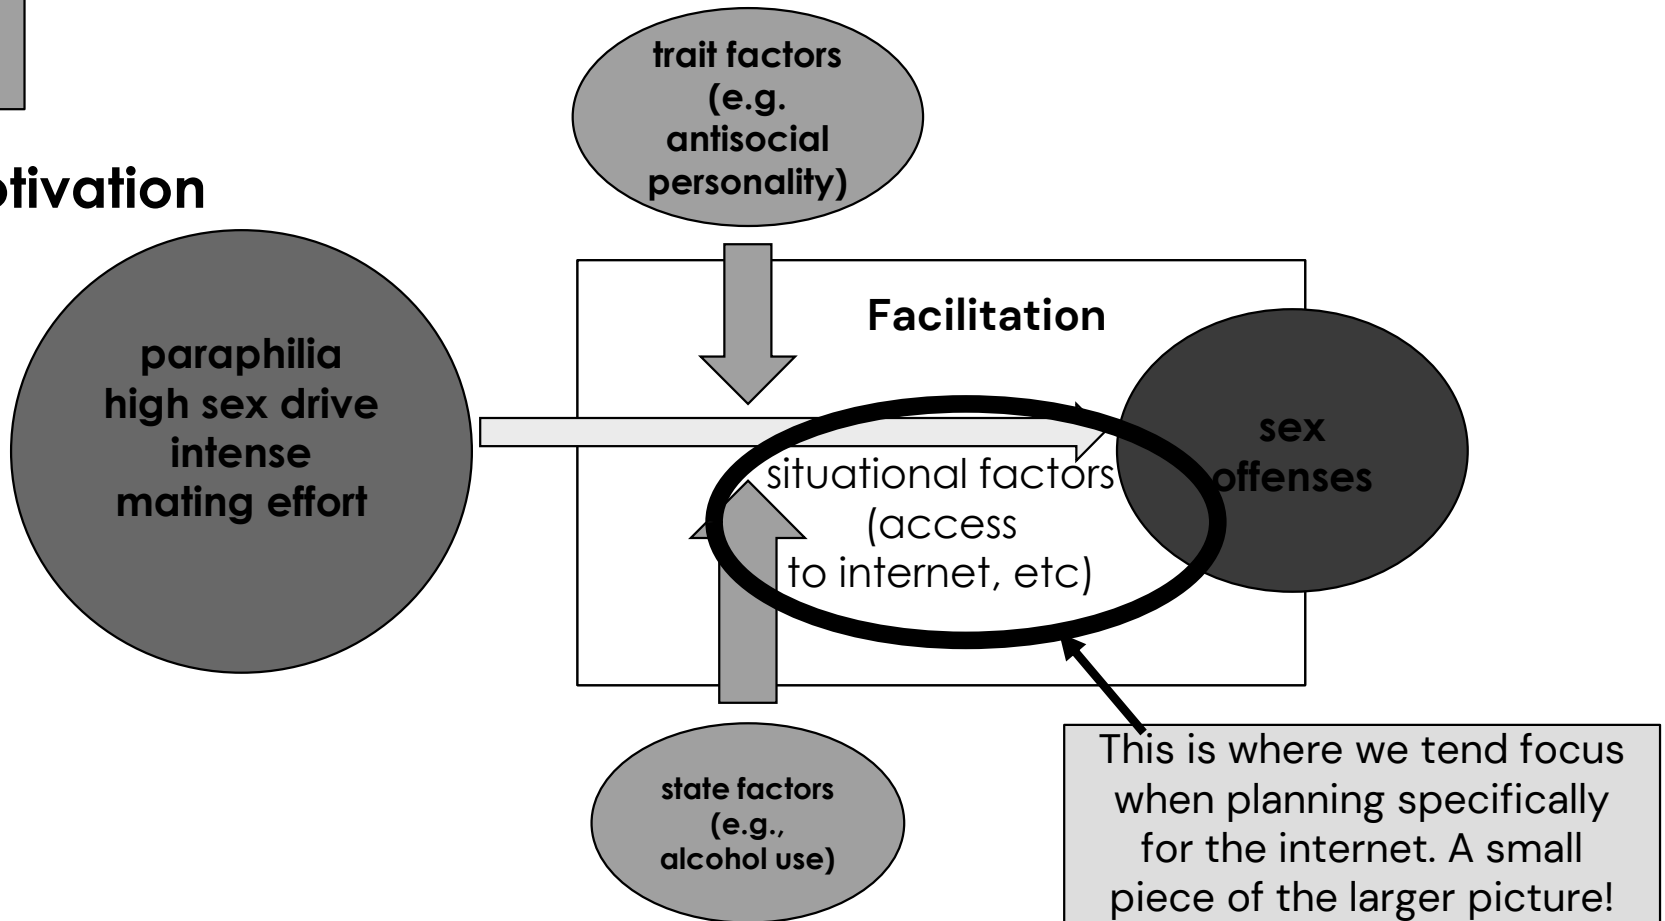 trait factors
(e.g.
antisocial
personality)
otivation
Facilitation
paraphilia
high sex drive
intense
mating effort
sex
offenses
situational factors
(access
to internet, etc)
state factors
(e.g.,
alcohol use)
This is where we tend focus
when planning specifically
for the internet. A small
piece of the larger picture!